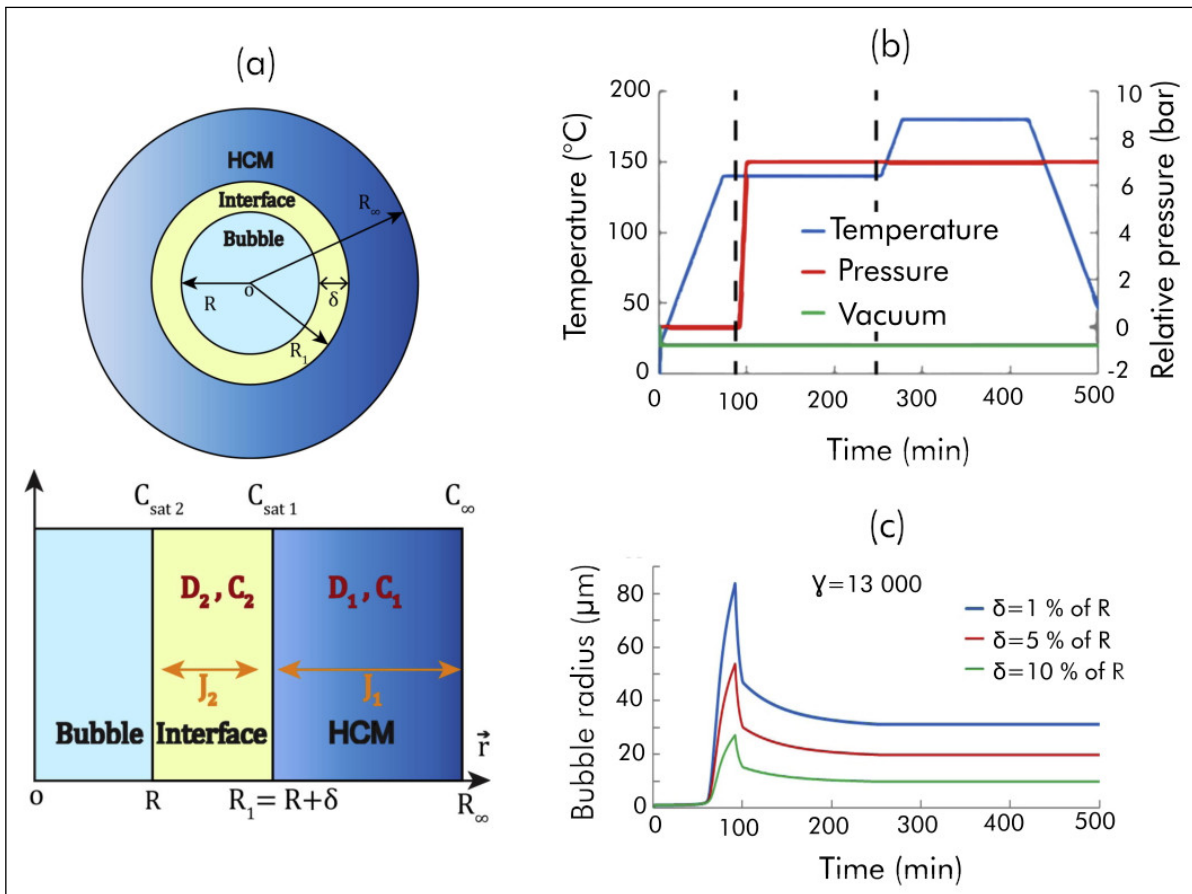 (a)
HCM
Interface
Bubble
R∞
R
o
δ
R₁
C sat 2
C sat 1
C∞
D₂ , C₂
D₁ , C₁
J₂
J₁
Bubble
Interface
HCM
r⃗
o
R
R₁ = R+δ
R∞
(b)
Temperature (°C)
200
150
100
50
0
Relative pressure (bar)
10
8
6
4
2
0
-2
Temperature
Pressure
Vacuum
0 100 200 300 400 500
Time (min)
(c)
Bubble radius (μm)
80
60
40
20
0
ɣ=13 000
δ=1 % of R
δ=5 % of R
δ=10 % of R
0 100 200 300 400 500
Time (min)